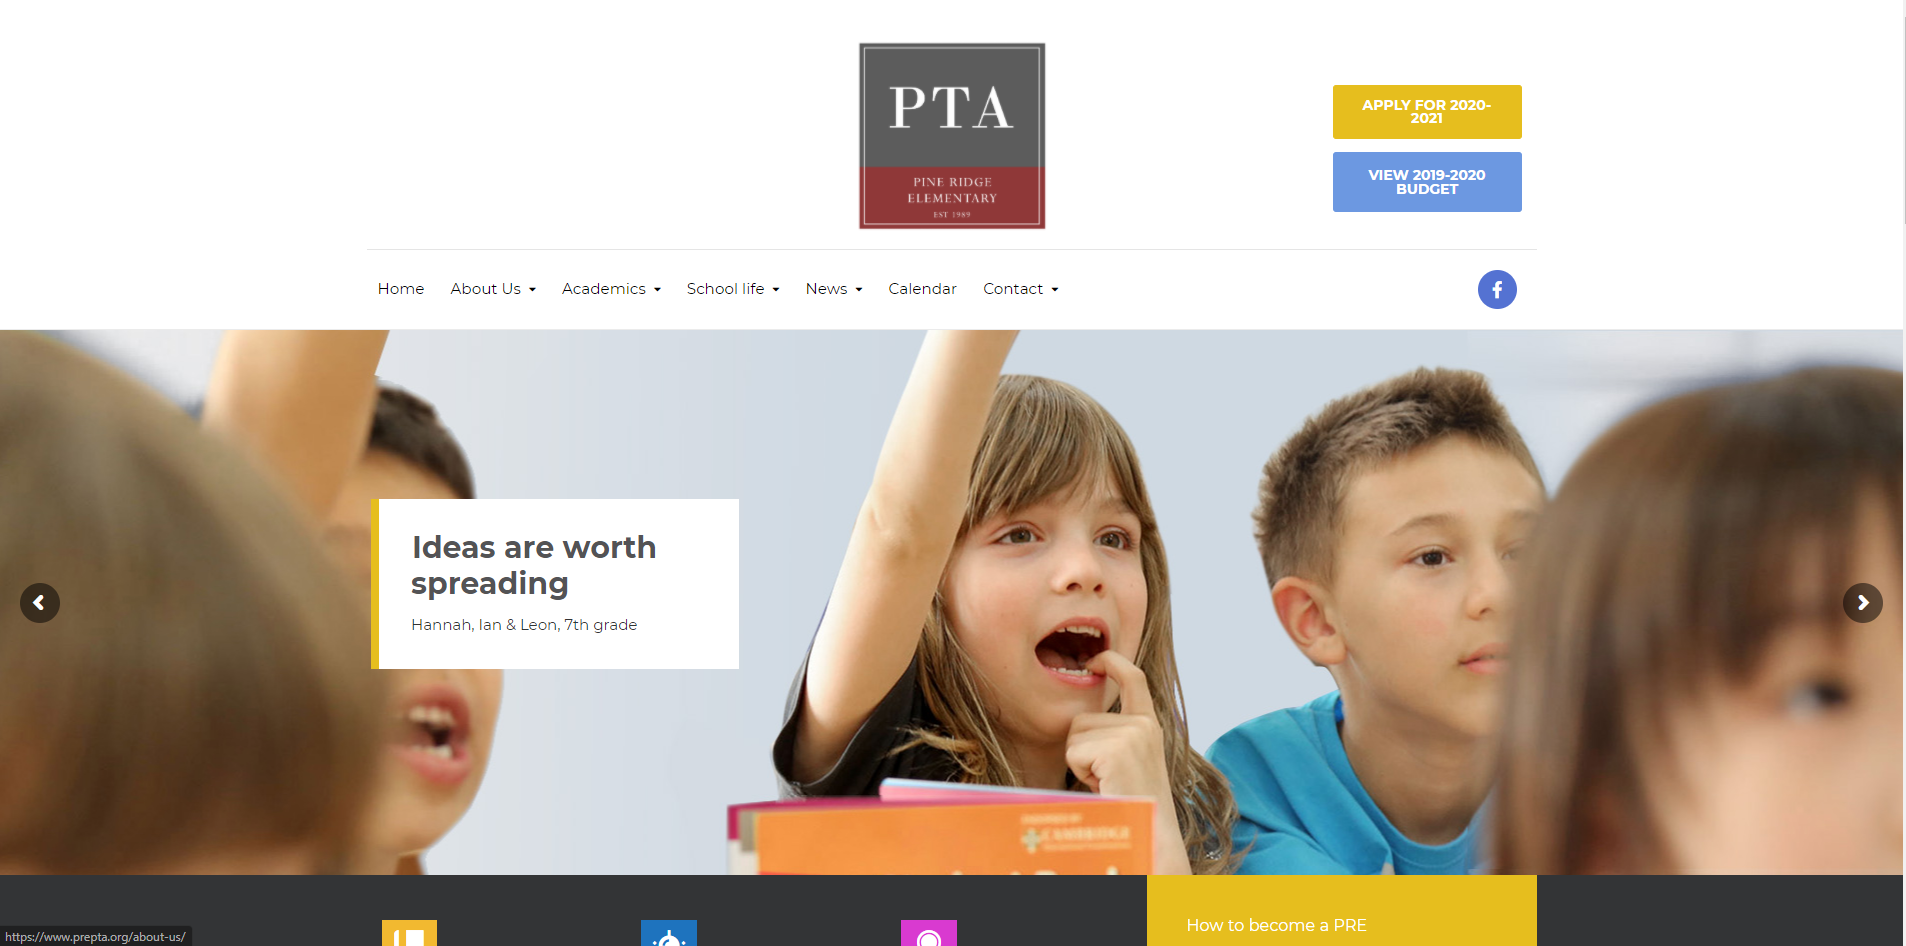 PTA
PINE RIDGE
ELEMENTARY
EST 1989
APPLY FOR 2020-
2021
VIEW 2019-2020
BUDGET
Home
About Us
Academics
School life
News
Calendar
Contact
Ideas are worth
spreading
Hannah, Ian & Leon, 7th grade
CAMBRIDGE
How to become a PRE
https://www.prepta.org/about-us/